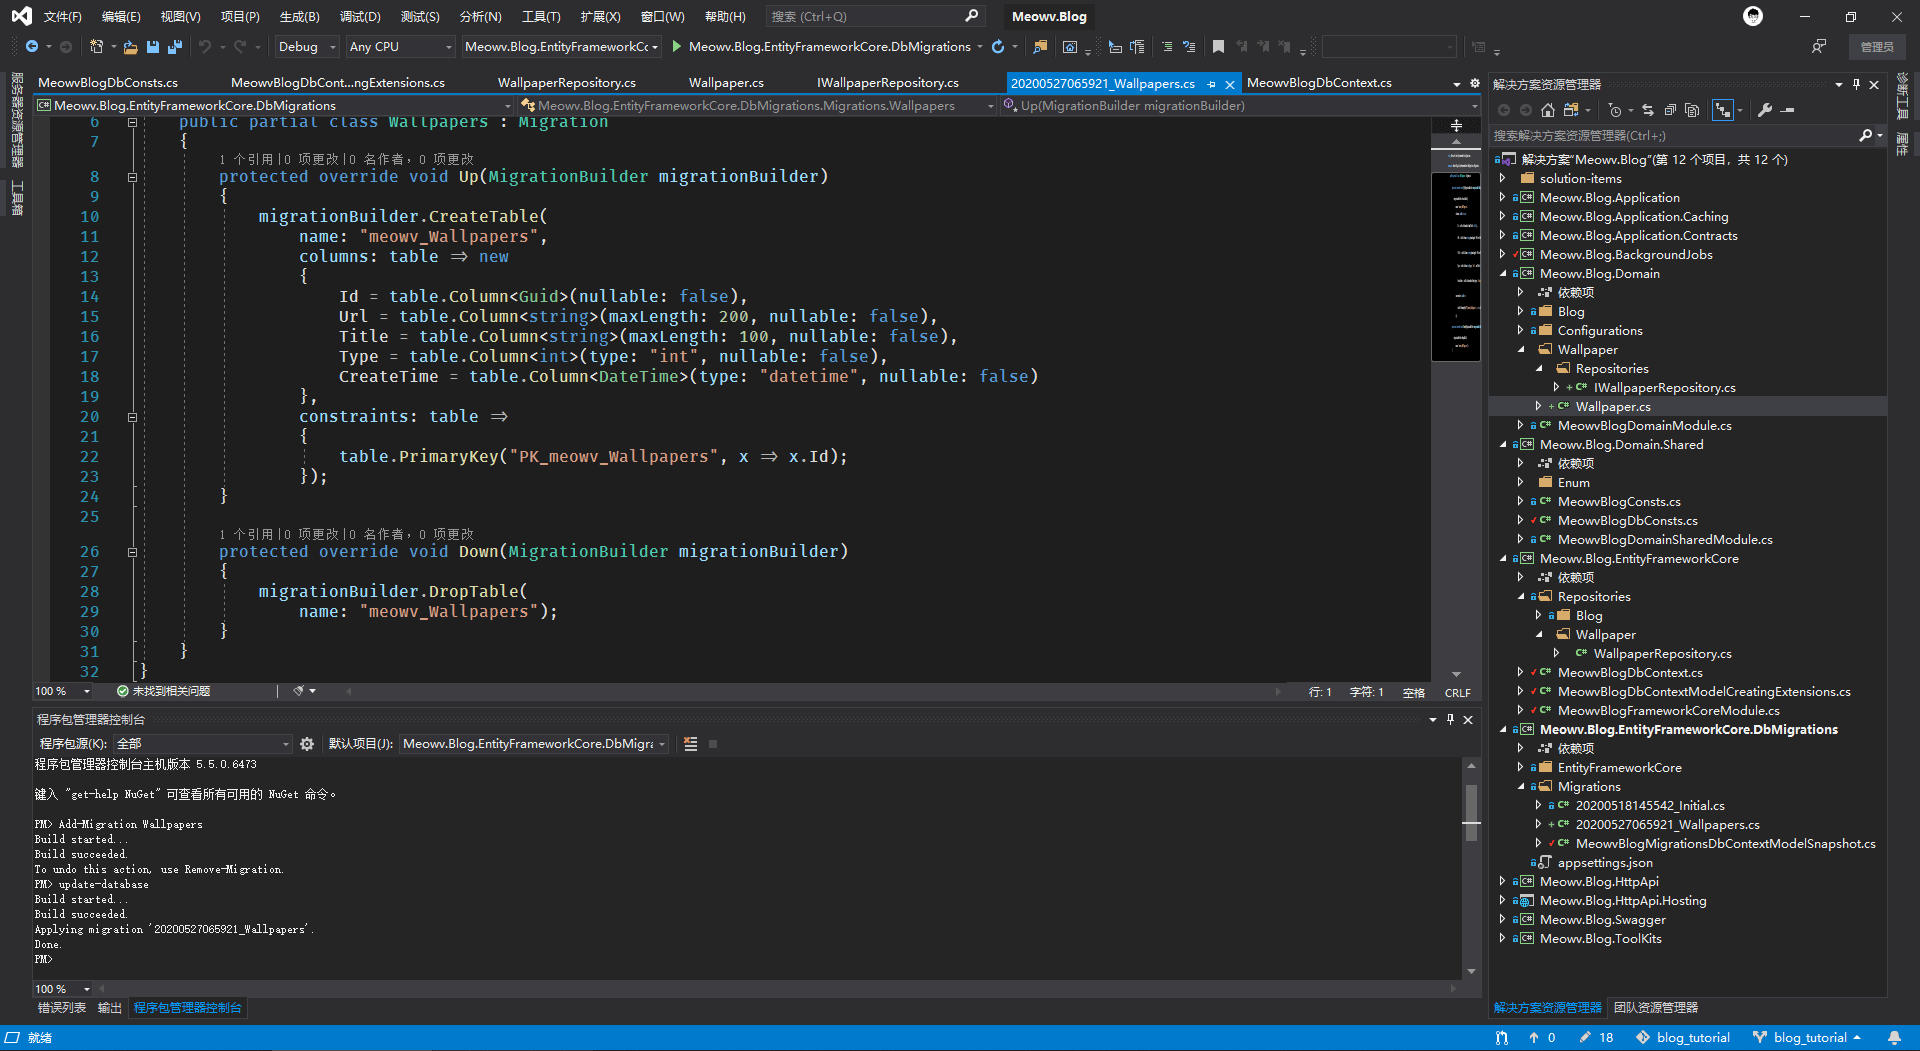 文件(F) 编辑(E) 视图(V) 项目(P) 生成(B) 调试(D) 测试(S) 分析(N) 工具(T) 扩展(X) 窗口(W) 帮助(H) 搜索 (Ctrl+Q) Meowv.Blog
Debug Any CPU Meowv.Blog.EntityFrameworkCc Meowv.Blog.EntityFrameworkCore.DbMigrations 管理员
服务器资源管理器
工具箱
MeowvBlogDbConsts.cs MeowvBlogDbCont...ngExtensions.cs WallpaperRepository.cs Wallpaper.cs IWallpaperRepository.cs 20200527065921_Wallpapers.cs MeowvBlogDbContext.cs
Meowv.Blog.EntityFrameworkCore.DbMigrations Meowv.Blog.EntityFrameworkCore.DbMigrations.Migrations.Wallpapers Up(MigrationBuilder migrationBuilder)
6 public partial class Wallpapers : Migration
7 {
1 个引用|0 项更改|0 名作者，0 项更改
8 protected override void Up(MigrationBuilder migrationBuilder)
9 {
10 migrationBuilder.CreateTable(
11 name: "meowv_Wallpapers",
12 columns: table => new
13 {
14 Id = table.Column<Guid>(nullable: false),
15 Url = table.Column<string>(maxLength: 200, nullable: false),
16 Title = table.Column<string>(maxLength: 100, nullable: false),
17 Type = table.Column<int>(type: "int", nullable: false),
18 CreateTime = table.Column<DateTime>(type: "datetime", nullable: false)
19 },
20 constraints: table =>
21 {
22 table.PrimaryKey("PK_meowv_Wallpapers", x => x.Id);
23 });
24 }
25
1 个引用|0 项更改|0 名作者，0 项更改
26 protected override void Down(MigrationBuilder migrationBuilder)
27 {
28 migrationBuilder.DropTable(
29 name: "meowv_Wallpapers");
30 }
31 }
32 }
100 % 未找到相关问题 行: 1 字符: 1 空格 CRLF
程序包管理器控制台
程序包源(K): 全部 默认项目(J): Meowv.Blog.EntityFrameworkCore.DbMigra
程序包管理器控制台主机版本 5.5.0.6473
键入 "get-help NuGet" 可查看所有可用的 NuGet 命令。
PM> Add-Migration Wallpapers
Build started...
Build succeeded.
To undo this action, use Remove-Migration.
PM> update-database
Build started...
Build succeeded.
Applying migration '20200527065921_Wallpapers'.
Done.
PM>
100 %
错误列表 输出 程序包管理器控制台
解决方案资源管理器
搜索解决方案资源管理器(Ctrl+;)
解决方案"Meowv.Blog"(第 12 个项目，共 12 个)
solution-items
Meowv.Blog.Application
Meowv.Blog.Application.Caching
Meowv.Blog.Application.Contracts
Meowv.Blog.BackgroundJobs
Meowv.Blog.Domain
依赖项
Blog
Configurations
Wallpaper
Repositories
IWallpaperRepository.cs
Wallpaper.cs
MeowvBlogDomainModule.cs
Meowv.Blog.Domain.Shared
依赖项
Enum
MeowvBlogConsts.cs
MeowvBlogDbConsts.cs
MeowvBlogDomainSharedModule.cs
Meowv.Blog.EntityFrameworkCore
依赖项
Repositories
Blog
Wallpaper
WallpaperRepository.cs
MeowvBlogDbContext.cs
MeowvBlogDbContextModelCreatingExtensions.cs
MeowvBlogFrameworkCoreModule.cs
Meowv.Blog.EntityFrameworkCore.DbMigrations
依赖项
EntityFrameworkCore
Migrations
20200518145542_Initial.cs
20200527065921_Wallpapers.cs
MeowvBlogMigrationsDbContextModelSnapshot.cs
appsettings.json
Meowv.Blog.HttpApi
Meowv.Blog.HttpApi.Hosting
Meowv.Blog.Swagger
Meowv.Blog.ToolKits
解决方案资源管理器 团队资源管理器
诊断工具
属性
就绪 0 18 blog_tutorial blog_tutorial